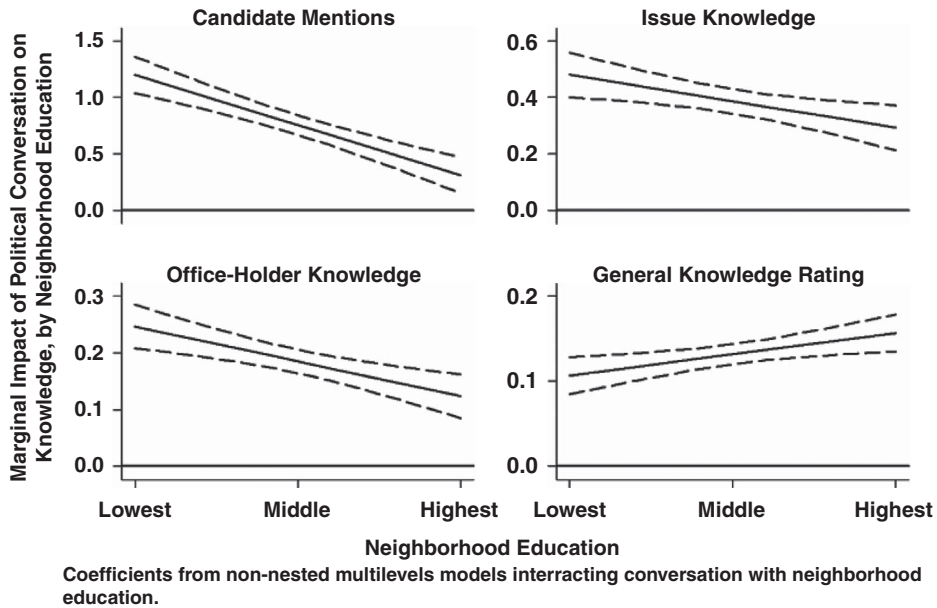 Marginal Impact of Political Conversation on
Knowledge, by Neighborhood Education
Candidate Mentions
1.5
1.0
0.5
0.0
Issue Knowledge
0.6
0.4
0.2
0.0
Office-Holder Knowledge
0.3
0.2
0.1
0.0
Lowest
Middle
Highest
General Knowledge Rating
0.2
0.1
0.0
Lowest
Middle
Highest
Neighborhood Education
Coefficients from non-nested multilevels models interracting conversation with neighborhood
education.